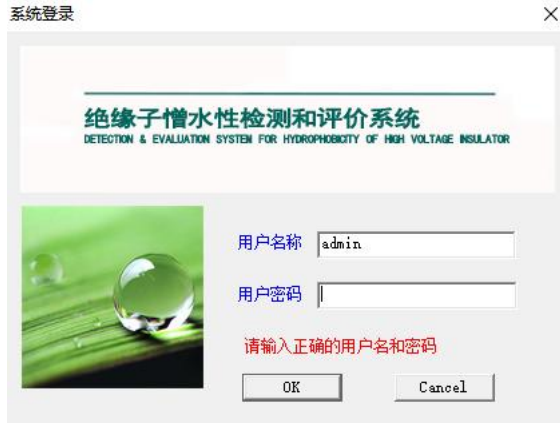 系统登录
绝缘子憎水性检测和评价系统
DETECTION & EVALUATION SYSTEM FOR HYDROPHOBICITY OF HIGH VOLTAGE INSULATOR
用户名称 admin
用户密码
请输入正确的用户名和密码
OK Cancel